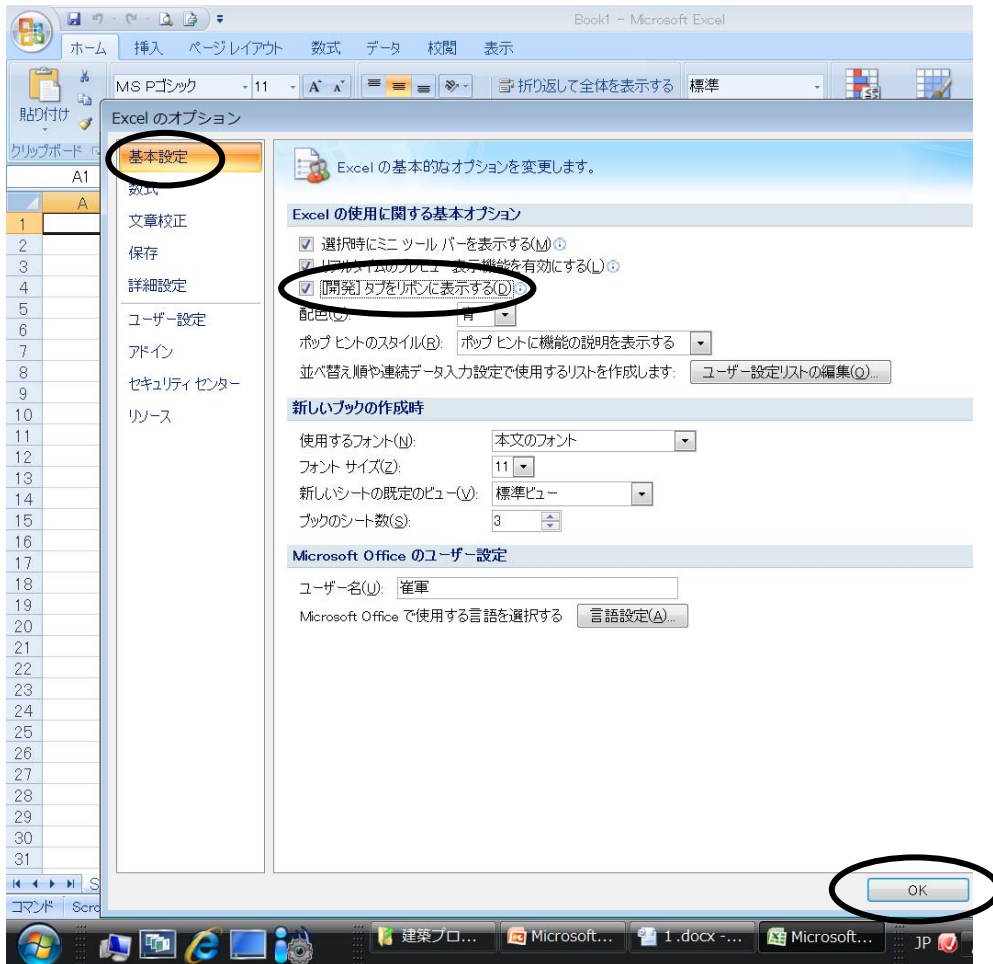 Book1 - Microsoft Excel
ホーム 挿入 ページ レイアウト 数式 データ 校閲 表示
MS Pゴシック 11 A A 折り返して全体を表示する 標準
貼り付け
クリップボード
Excel のオプション
A1
A
1
2
3
4
5
6
7
8
9
10
11
12
13
14
15
16
17
18
19
20
21
22
23
24
25
26
27
28
29
30
31
基本設定
数式
文章校正
保存
詳細設定
ユーザー設定
アドイン
セキュリティ センター
リソース
Excel の基本的なオプションを変更します。
Excel の使用に関する基本オプション
選択時にミニ ツール バーを表示する(M)
リアルタイムのプレビュー表示機能を有効にする(L)
[開発] タブをリボンに表示する(D)
配色(C): 青
ポップ ヒントのスタイル(R): ポップ ヒントに機能の説明を表示する
並べ替え順や連続データ入力設定で使用するリストを作成します: ユーザー設定リストの編集(O)...
新しいブックの作成時
使用するフォント(N): 本文のフォント
フォント サイズ(Z): 11
新しいシートの既定のビュー(V): 標準ビュー
ブックのシート数(S): 3
Microsoft Office のユーザー設定
ユーザー名(U): 崔軍
Microsoft Office で使用する言語を選択する 言語設定(A)...
OK
S
コマンド Scro
建築プロ... Microsoft... 1.docx -... Microsoft... JP